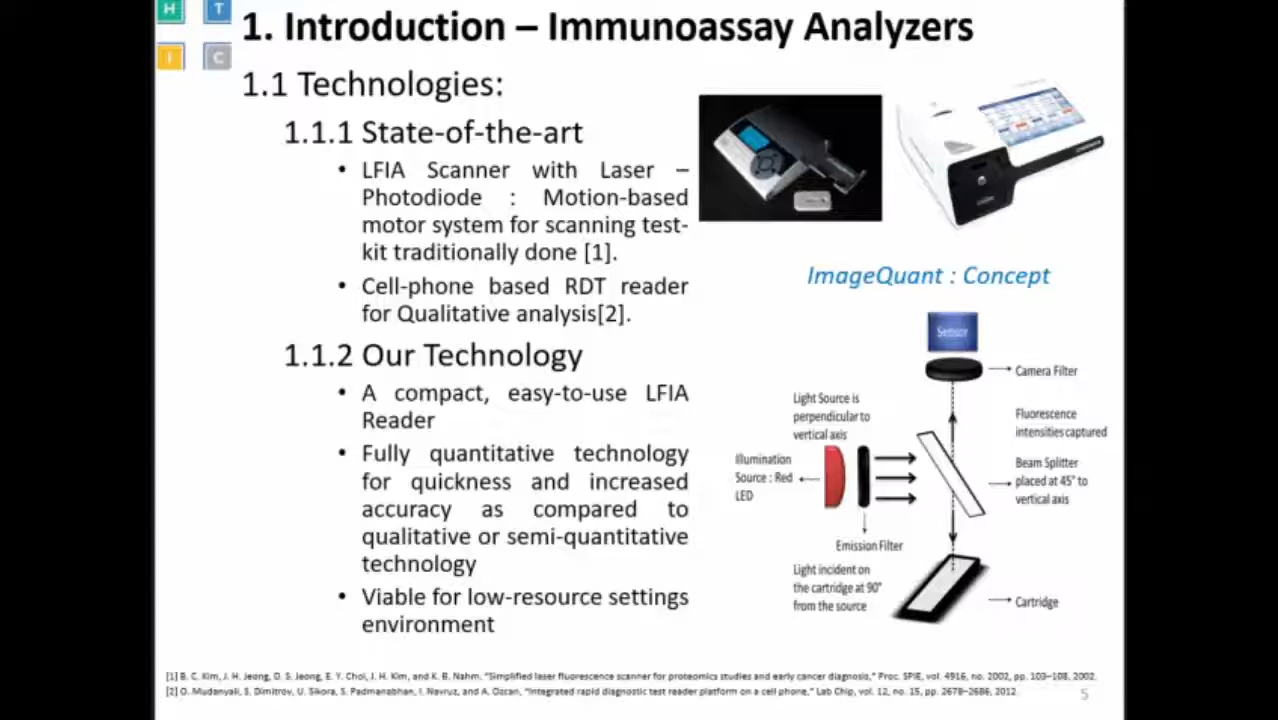 H T
I C
1. Introduction – Immunoassay Analyzers
1.1 Technologies:
1.1.1 State-of-the-art
• LFIA Scanner with Laser –
Photodiode : Motion-based
motor system for scanning test-
kit traditionally done [1].
• Cell-phone based RDT reader
for Qualitative analysis[2].
1.1.2 Our Technology
• A compact, easy-to-use LFIA
Reader
• Fully quantitative technology
for quickness and increased
accuracy as compared to
qualitative or semi-quantitative
technology
• Viable for low-resource settings
environment
ImageQuant : Concept
Sensor
Camera Filter
Light Source is
perpendicular to
vertical axis
Fluorescence
intensities captured
Illumination
Source : Red
LED
Beam Splitter
placed at 45° to
vertical axis
Emission Filter
Light incident on
the cartridge at 90°
from the source
Cartridge
[1] B. C. Kim, J. H. Jeong, D. S. Jeong, E. Y. Choi, J. H. Kim, and K. B. Nahm, "Simplified laser fluorescence scanner for proteomics studies and early cancer diagnosis," Proc. SPIE, vol. 4916, no. 2002, pp. 103–108, 2002.
[2] O. Mudanyali, S. Dimitrov, U. Sikora, S. Padmanabhan, I. Navruz, and A. Ozcan, "Integrated rapid diagnostic test reader platform on a cell phone," Lab Chip, vol. 12, no. 15, pp. 2678–2686, 2012.
5